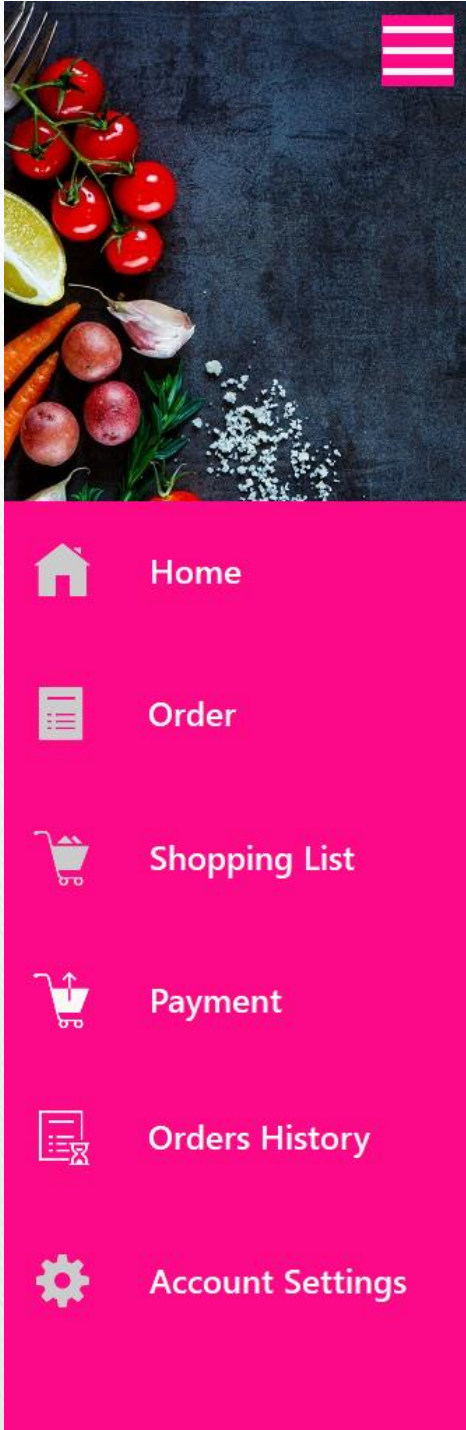 Home
Order
Shopping List
Payment
Orders History
Account Settings